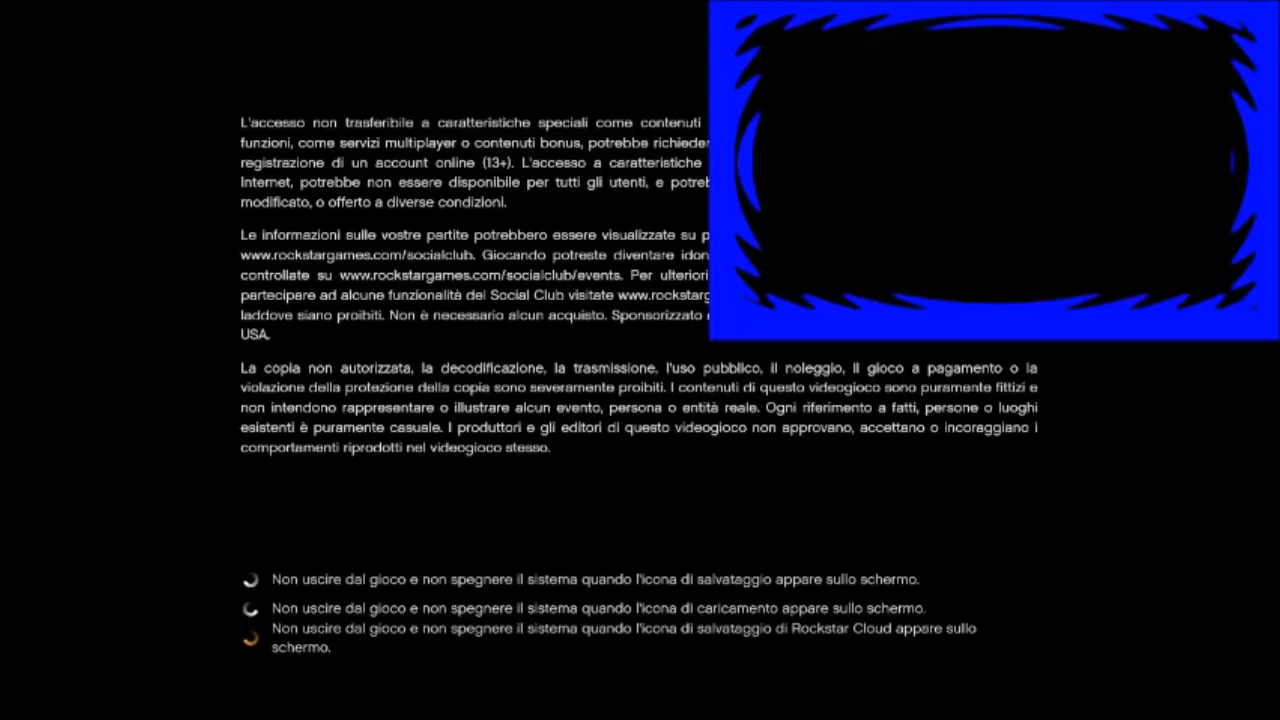 L'accesso non trasferibile a caratteristiche speciali come contenuti
funzioni, come servizi multiplayer o contenuti bonus, potrebbe
registrazione di un account online (13+). L'accesso a caratteristiche
Internet, potrebbe non essere disponibile per tutti gli utenti, e
modificato, o offerto a diverse condizioni.
Le informazioni sulle vostre partite potrebbero essere visualizzate su
www.rockstargames.com/socialclub. Giocando potreste diventare
controllate su www.rockstargames.com/socialclub/events. Per ulteriori
partecipare ad alcune funzionalità del Social Club visitate
laddove siano proibiti. Non è necessario alcun acquisto. Sponsorizzato
USA.
La copia non autorizzata, la decodificazione, la trasmissione, l'uso pubblico, il noleggio, il gioco a pagamento o la
violazione della protezione della copia sono severamente proibiti. I contenuti di questo videogioco sono puramente fittizi e
non intendono rappresentare o illustrare alcun evento, persona o entità reale. Ogni riferimento a fatti, persone o luoghi
esistenti è puramente casuale. I produttori e gli editori di questo videogioco non approvano, accettano o incoraggiano i
comportamenti riprodotti nel videogioco stesso.
Non uscire dal gioco e non spegnere il sistema quando l'icona di salvataggio appare sullo schermo.
Non uscire dal gioco e non spegnere il sistema quando l'icona di caricamento appare sullo schermo.
Non uscire dal gioco e non spegnere il sistema quando l'icona di salvataggio di Rockstar Cloud appare sullo
schermo.